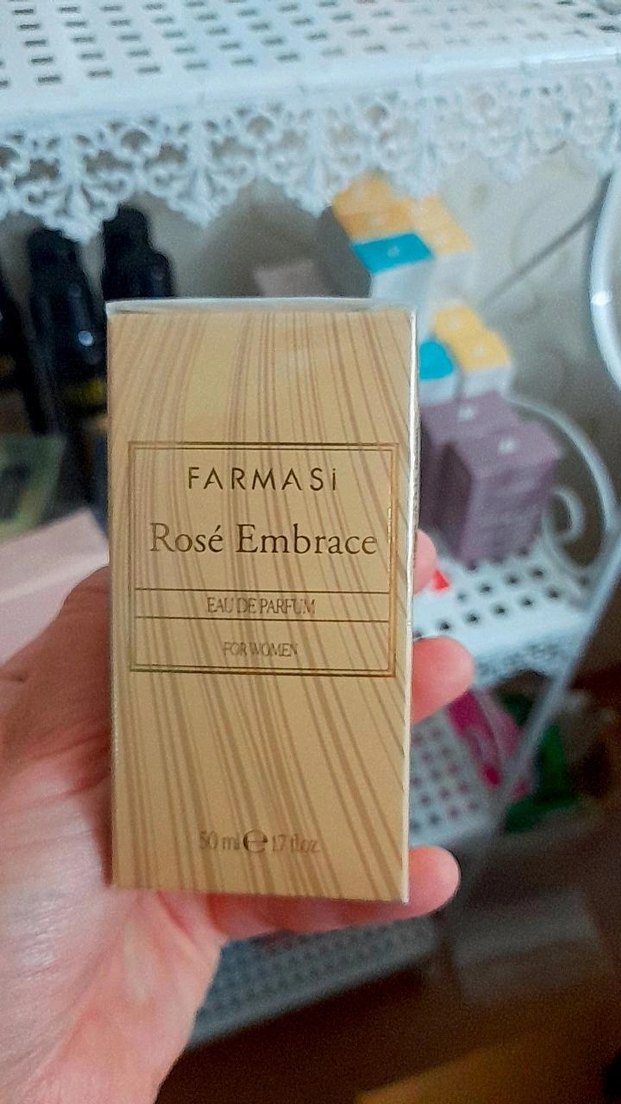 FARMASi
Rosé Embrace
EAU DE PARFUM
FOR WOMEN
50 ml ℮ 1.7 fl.oz.